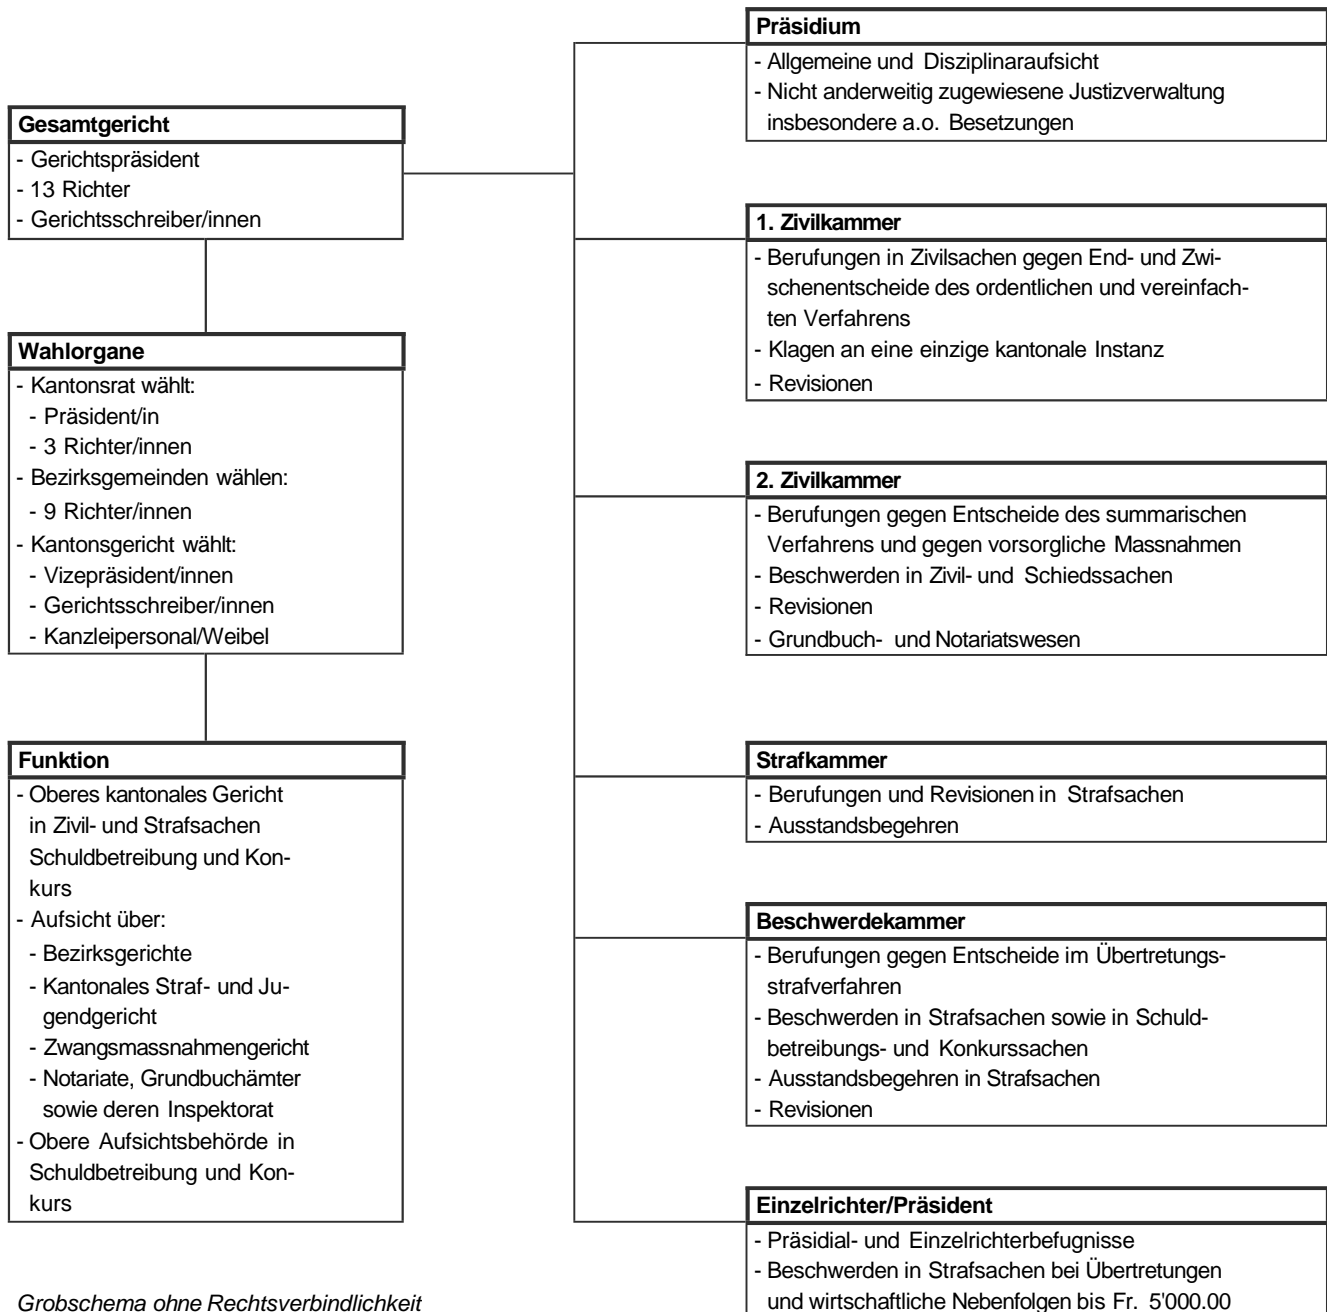 Gesamtgericht
- Gerichtspräsident
- 13 Richter
- Gerichtsschreiber/innen
Wahlorgane
- Kantonsrat wählt:
- Präsident/in
- 3 Richter/innen
- Bezirksgemeinden wählen:
- 9 Richter/innen
- Kantonsgericht wählt:
- Vizepräsident/innen
- Gerichtsschreiber/innen
- Kanzleipersonal/Weibel
Funktion
- Oberes kantonales Gericht
in Zivil- und Strafsachen
Schuldbetreibung und Kon-
kurs
- Aufsicht über:
- Bezirksgerichte
- Kantonales Straf- und Ju-
gendgericht
- Zwangsmassnahmengericht
- Notariate, Grundbuchämter
sowie deren Inspektorat
- Obere Aufsichtsbehörde in
Schuldbetreibung und Kon-
kurs
Grobschema ohne Rechtsverbindlichkeit
Präsidium
- Allgemeine und Disziplinaraufsicht
- Nicht anderweitig zugewiesene Justizverwaltung
insbesondere a.o. Besetzungen
1. Zivilkammer
- Berufungen in Zivilsachen gegen End- und Zwi-
schenentscheide des ordentlichen und vereinfach-
ten Verfahrens
- Klagen an eine einzige kantonale Instanz
- Revisionen
2. Zivilkammer
- Berufungen gegen Entscheide des summarischen
Verfahrens und gegen vorsorgliche Massnahmen
- Beschwerden in Zivil- und Schiedssachen
- Revisionen
- Grundbuch- und Notariatswesen
Strafkammer
- Berufungen und Revisionen in Strafsachen
- Ausstandsbegehren
Beschwerdekammer
- Berufungen gegen Entscheide im Übertretungs-
strafverfahren
- Beschwerden in Strafsachen sowie in Schuld-
betreibungs- und Konkurssachen
- Ausstandsbegehren in Strafsachen
- Revisionen
Einzelrichter/Präsident
- Präsidial- und Einzelrichterbefugnisse
- Beschwerden in Strafsachen bei Übertretungen
und wirtschaftliche Nebenfolgen bis Fr. 5'000.00